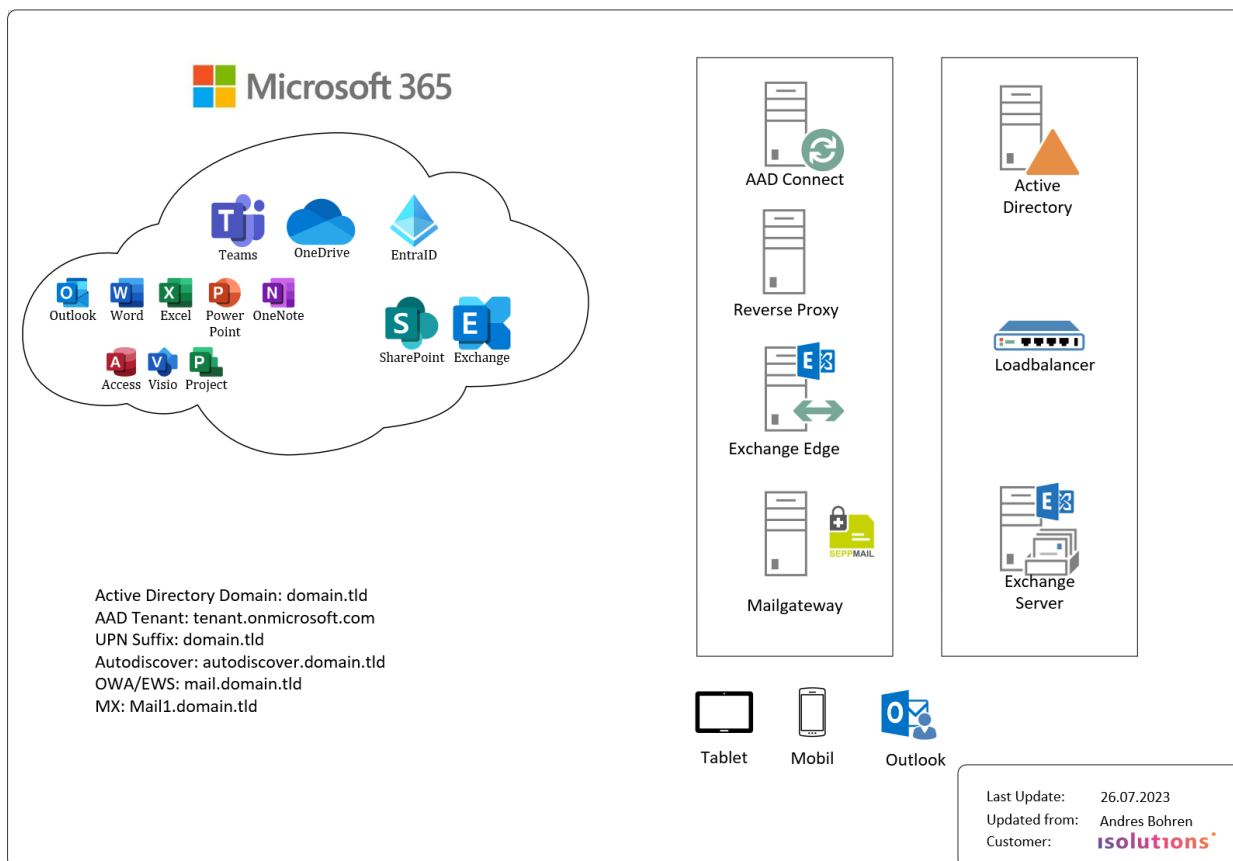 Microsoft 365
Teams
OneDrive
EntraID
Outlook
Word
Excel
Power
Point
OneNote
SharePoint
Exchange
Access
Visio
Project
Active Directory Domain: domain.tld
AAD Tenant: tenant.onmicrosoft.com
UPN Suffix: domain.tld
Autodiscover: autodiscover.domain.tld
OWA/EWS: mail.domain.tld
MX: Mail1.domain.tld
AAD Connect
Reverse Proxy
Exchange Edge
SEPPMAIL
Mailgateway
Active
Directory
Loadbalancer
Exchange
Server
Tablet
Mobil
Outlook
Last Update: 26.07.2023
Updated from: Andres Bohren
Customer: isolutions